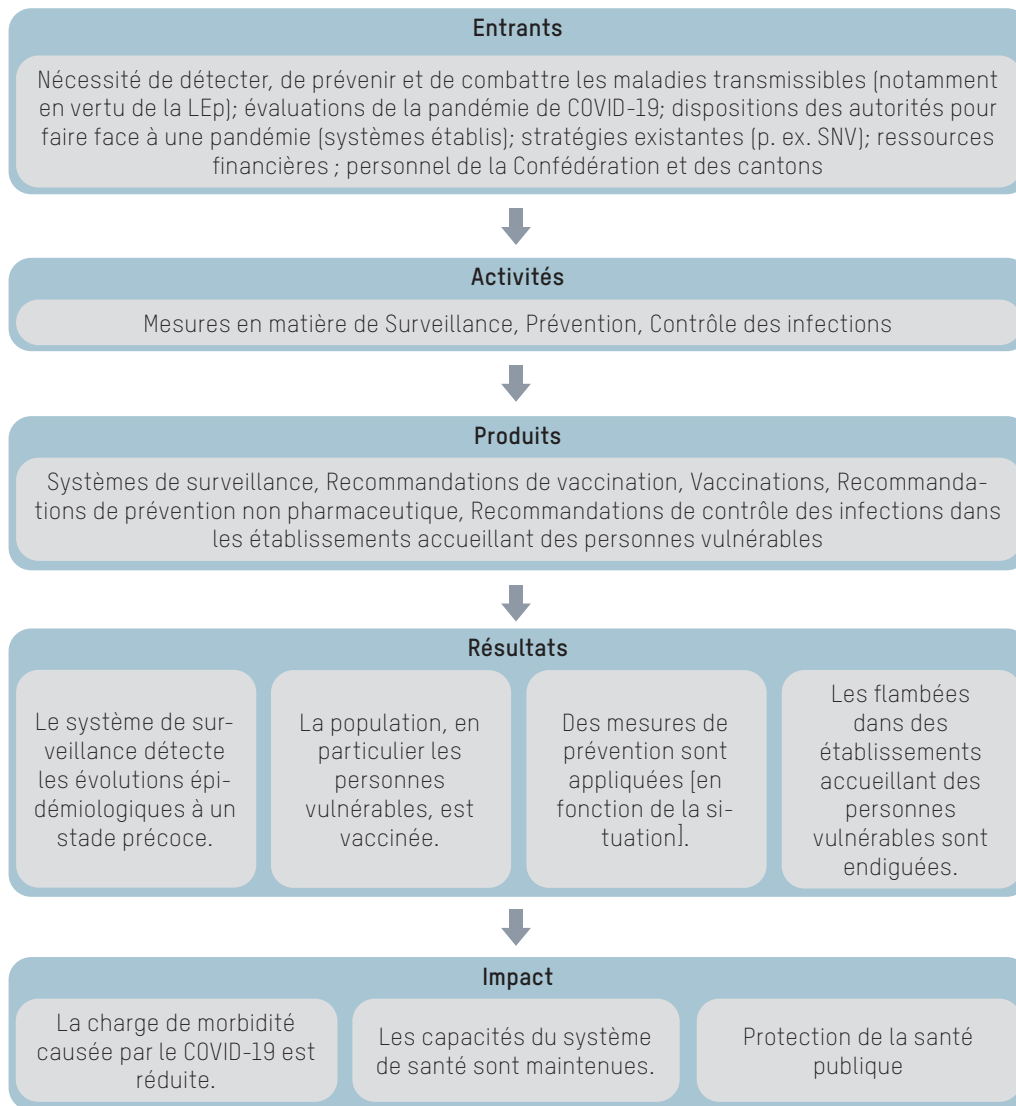 Entrants
Nécessité de détecter, de prévenir et de combattre les maladies transmissibles (notamment
en vertu de la LEp); évaluations de la pandémie de COVID-19; dispositions des autorités pour
faire face à une pandémie (systèmes établis); stratégies existantes (p. ex. SNV); ressources
financières ; personnel de la Confédération et des cantons
Activités
Mesures en matière de Surveillance, Prévention, Contrôle des infections
Produits
Systèmes de surveillance, Recommandations de vaccination, Vaccinations, Recommanda-
tions de prévention non pharmaceutique, Recommandations de contrôle des infections dans
les établissements accueillant des personnes vulnérables
Résultats
Le système de sur-
veillance détecte
les évolutions épi-
démiologiques à un
stade précoce.
La population, en
particulier les
personnes
vulnérables, est
vaccinée.
Des mesures de
prévention sont
appliquées [en
fonction de la si-
tuation].
Les flambées
dans des
établissements
accueillant des
personnes
vulnérables sont
endiguées.
Impact
La charge de morbidité
causée par le COVID-19 est
réduite.
Les capacités du système
de santé sont maintenues.
Protection de la santé
publique